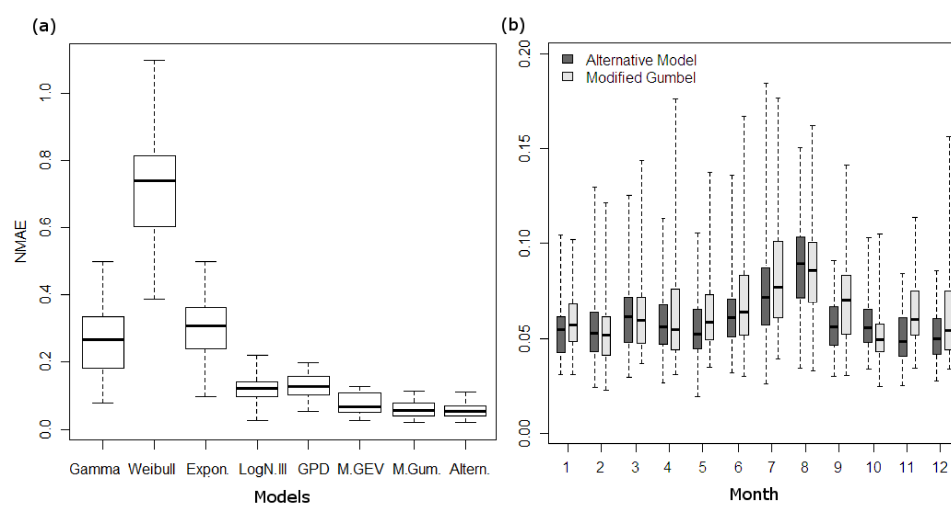 (a)
1.0
0.8
0.6
0.4
0.2
0.0
NMAE
Gamma Weibull Expon. LogN.III GPD M.GEV M.Gum. Altern.
Models
(b)
Alternative Model
Modified Gumbel
0.20
0.15
0.10
0.05
0.00
1 2 3 4 5 6 7 8 9 10 11 12
Month